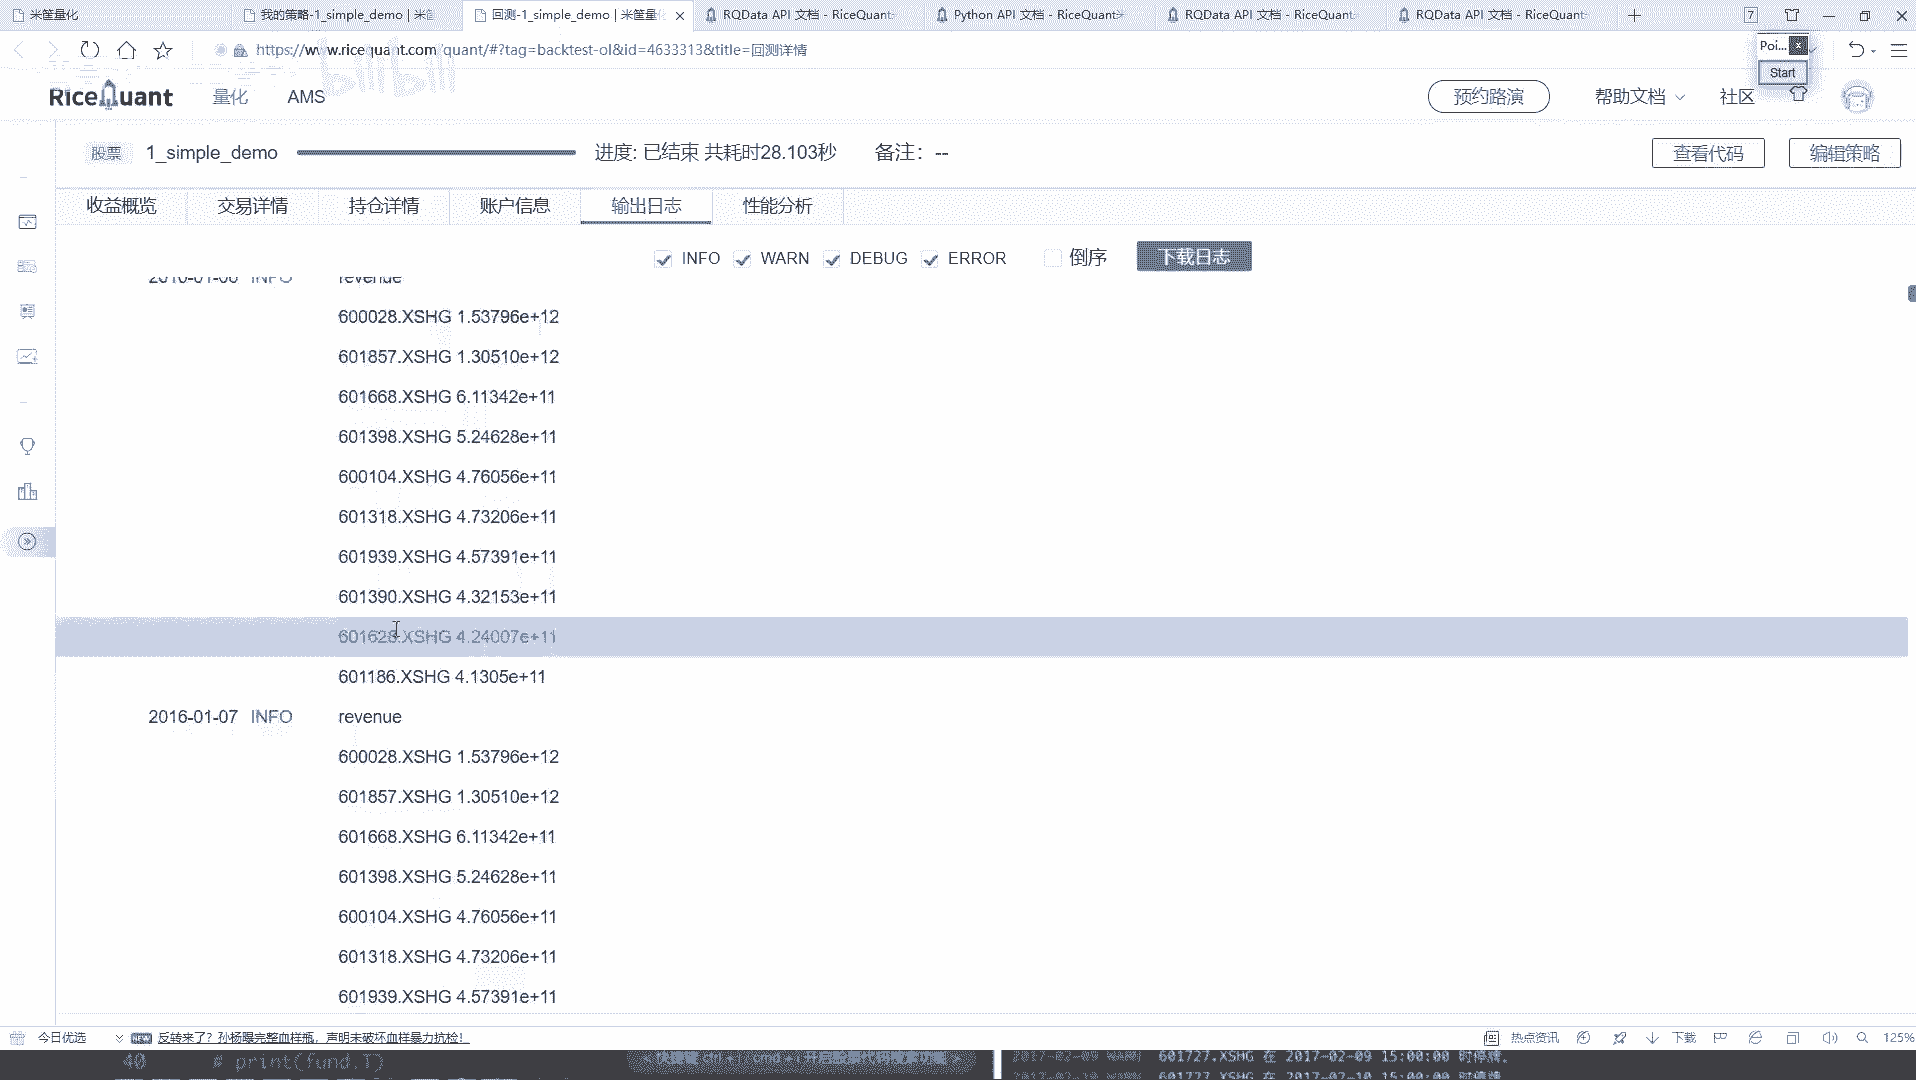 米筐量化
我的策略-1_simple_demo | 米筐
回测-1_simple_demo | 米筐量化
RQData API 文档 - RiceQuant
Python API 文档 - RiceQuant
RQData API 文档 - RiceQuant
RQData API 文档 - RiceQuant
7
https://www.ricequant.com/quant/#?tag=backtest-ol&id=4633313&title=回测详情
Poi...
Start
bilibili
RiceQuant
量化
AMS
预约路演
帮助文档
社区
股票
1_simple_demo
进度: 已结束 共耗时28.103秒
备注: --
查看代码
编辑策略
收益概览
交易详情
持仓详情
账户信息
输出日志
性能分析
INFO
WARN
DEBUG
ERROR
倒序
下载日志
2016-01-06 INFO revenue
600028.XSHG 1.53796e+12
601857.XSHG 1.30510e+12
601668.XSHG 6.11342e+11
601398.XSHG 5.24628e+11
600104.XSHG 4.76056e+11
601318.XSHG 4.73206e+11
601939.XSHG 4.57391e+11
601390.XSHG 4.32153e+11
601628.XSHG 4.24007e+11
601186.XSHG 4.1305e+11
2016-01-07 INFO revenue
600028.XSHG 1.53796e+12
601857.XSHG 1.30510e+12
601668.XSHG 6.11342e+11
601398.XSHG 5.24628e+11
600104.XSHG 4.76056e+11
601318.XSHG 4.73206e+11
601939.XSHG 4.57391e+11
今日优选
NEW
反转来了? 孙杨曝完整血样瓶, 声明未破坏血样暴力抗检!
热点资讯
下载
125%
40 # print(fund.T)
2017-02-09 WARN 601727.XSHG 在 2017-02-09 15:00:00 时停牌。
2017-02-10 WARN 601727.XSHG 在 2017-02-10 15:00:00 时停牌。